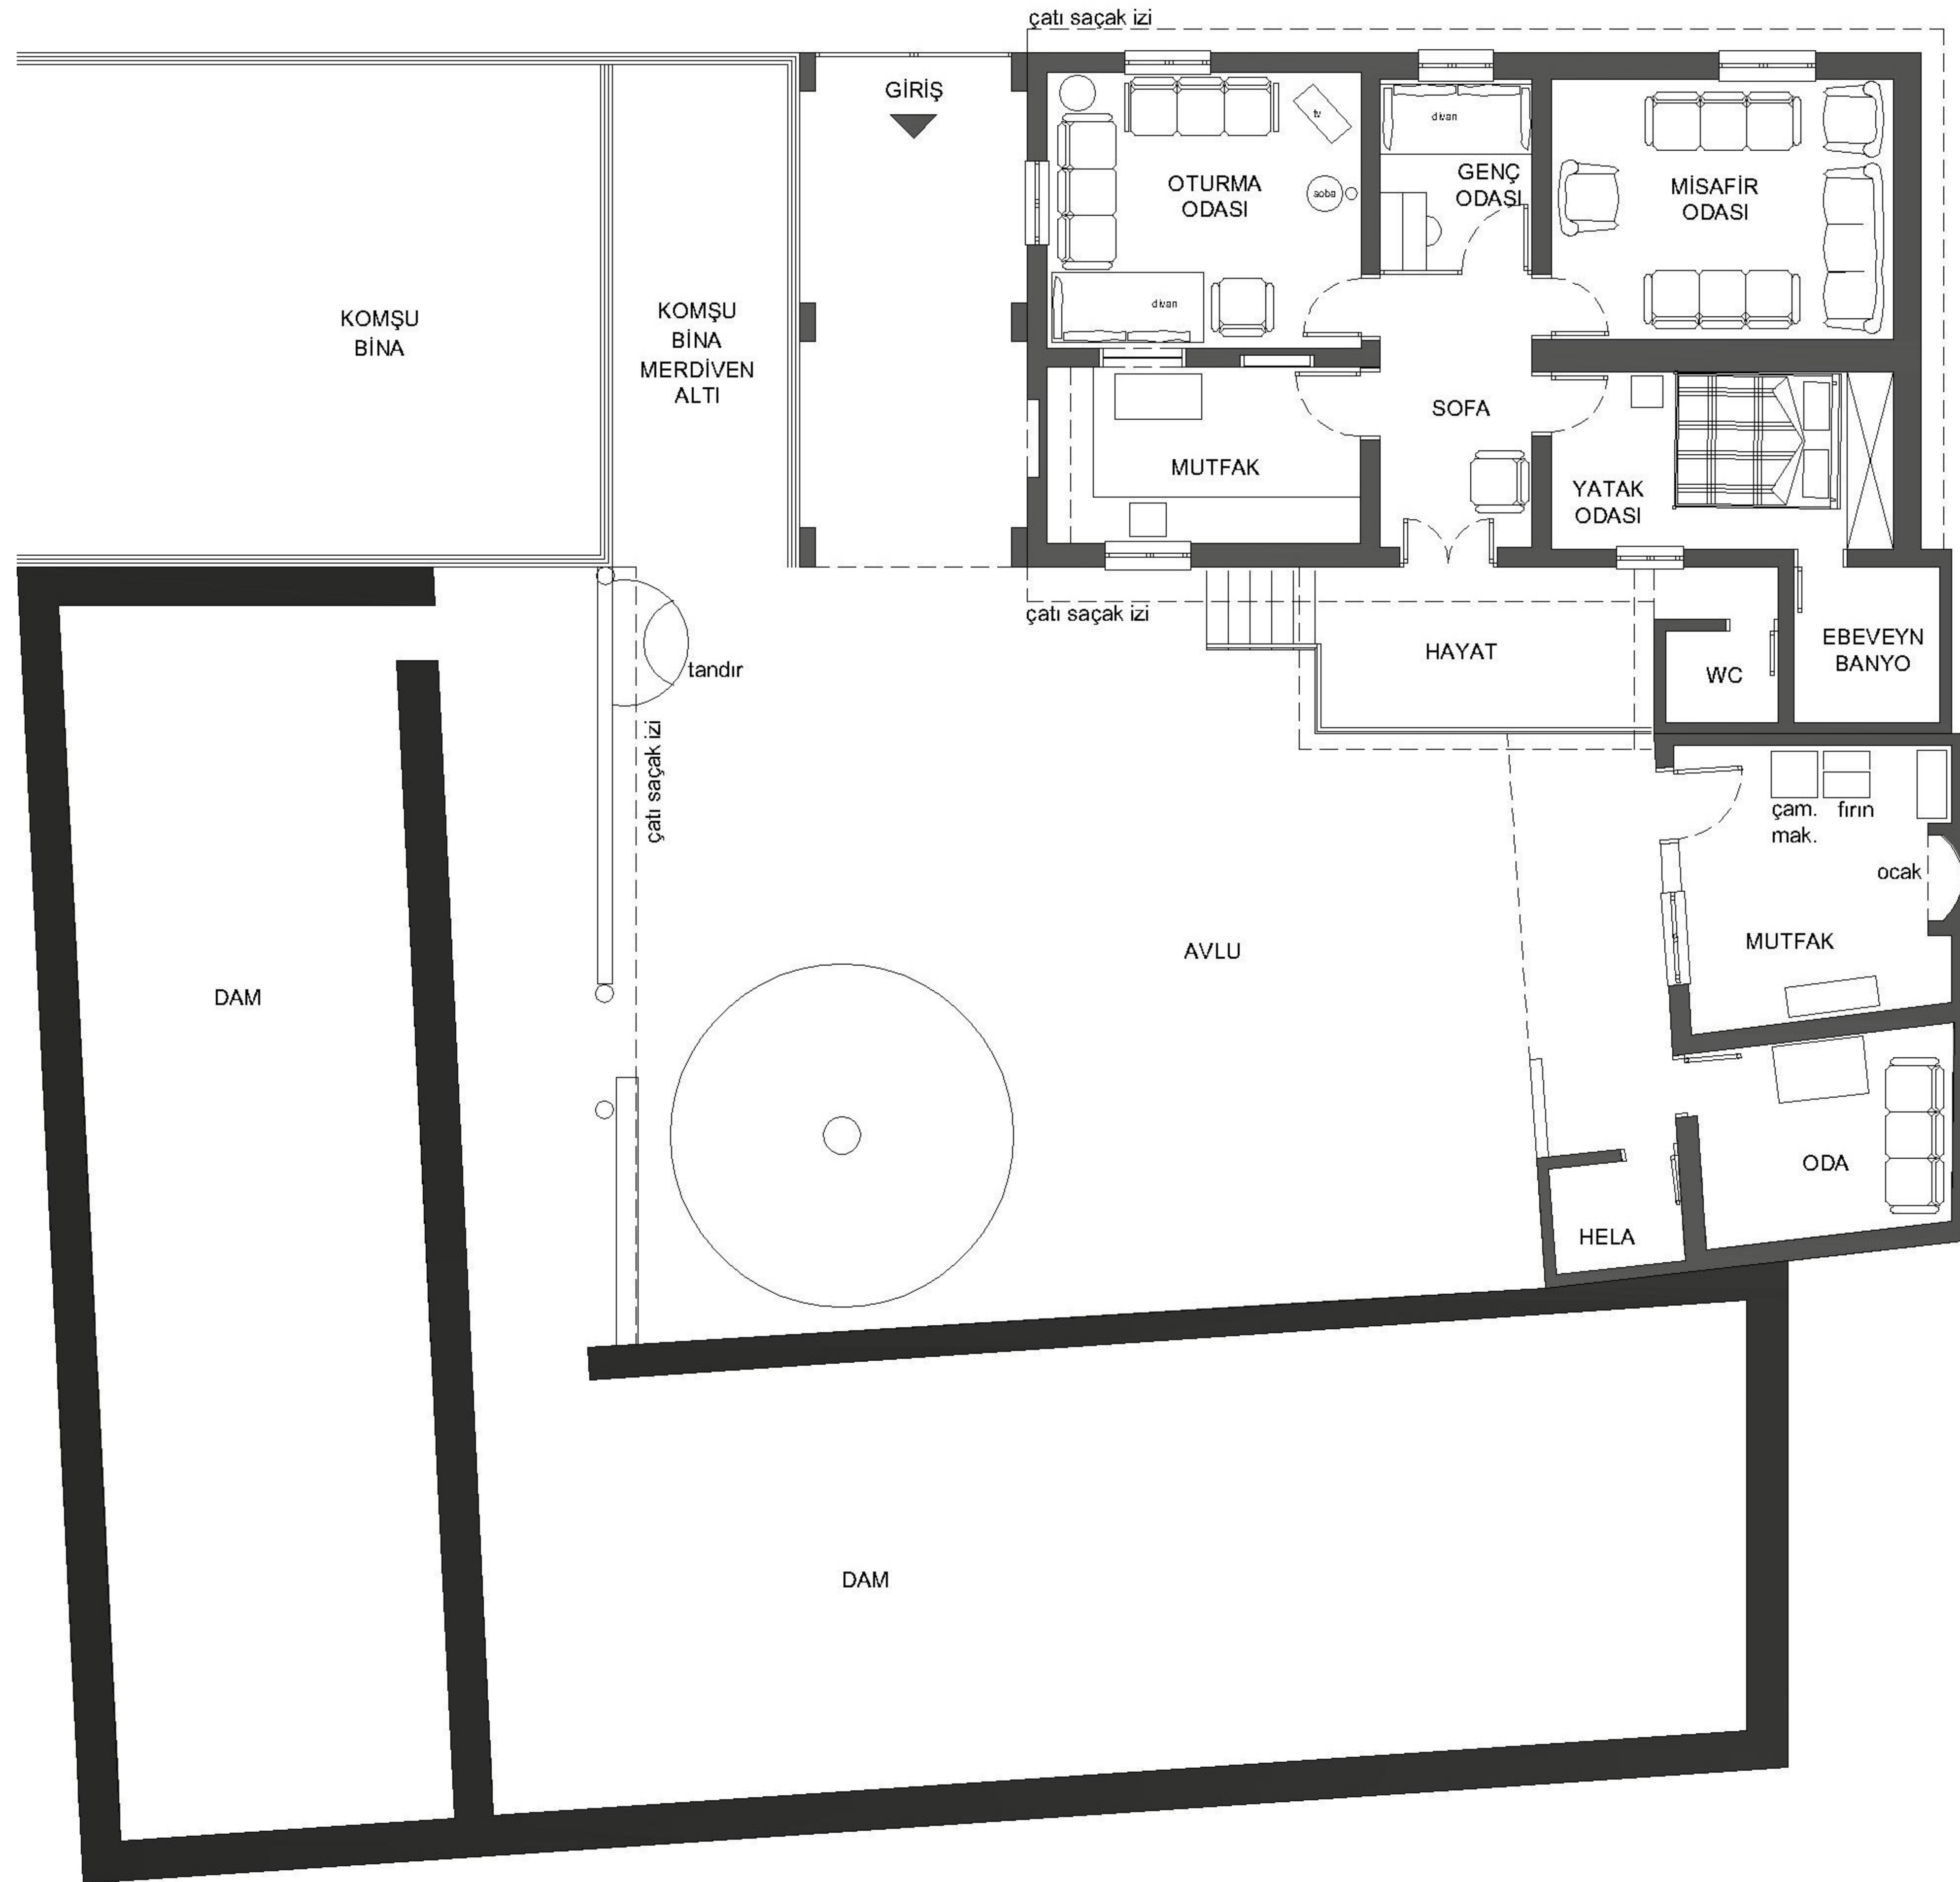 çatı saçak izi
GİRİŞ
tv
divan
OTURMA
ODASI
soba
GENÇ
ODASI
MİSAFİR
ODASI
KOMŞU
BİNA
KOMŞU
BİNA
MERDİVEN
ALTI
divan
SOFA
MUTFAK
YATAK
ODASI
çatı saçak izi
tandır
HAYAT
WC
EBEVEYN
BANYO
çatı saçak izi
çam.
mak.
fırın
ocak
MUTFAK
AVLU
DAM
ODA
HELA
DAM